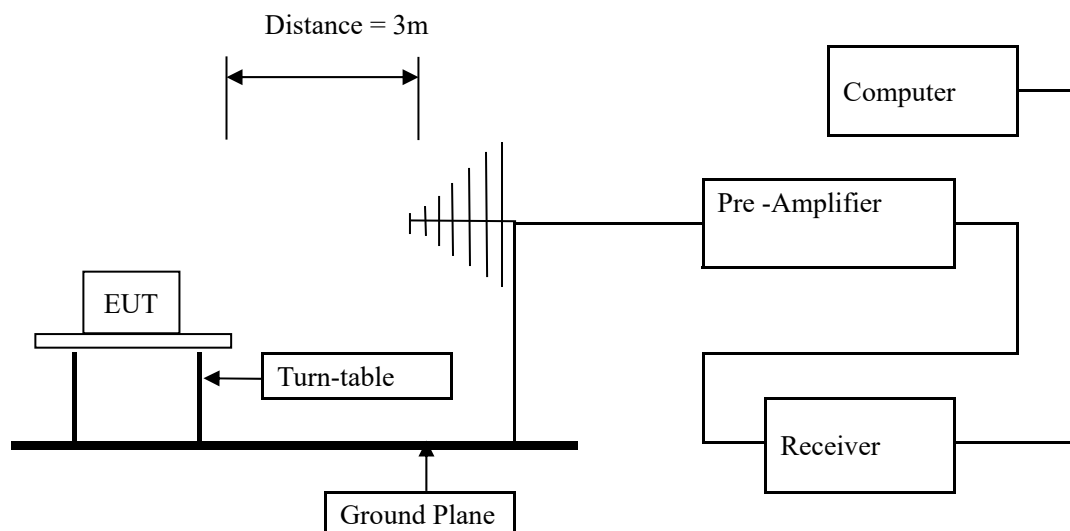 Distance = 3m
Computer
Pre -Amplifier
EUT
Turn-table
Receiver
Ground Plane